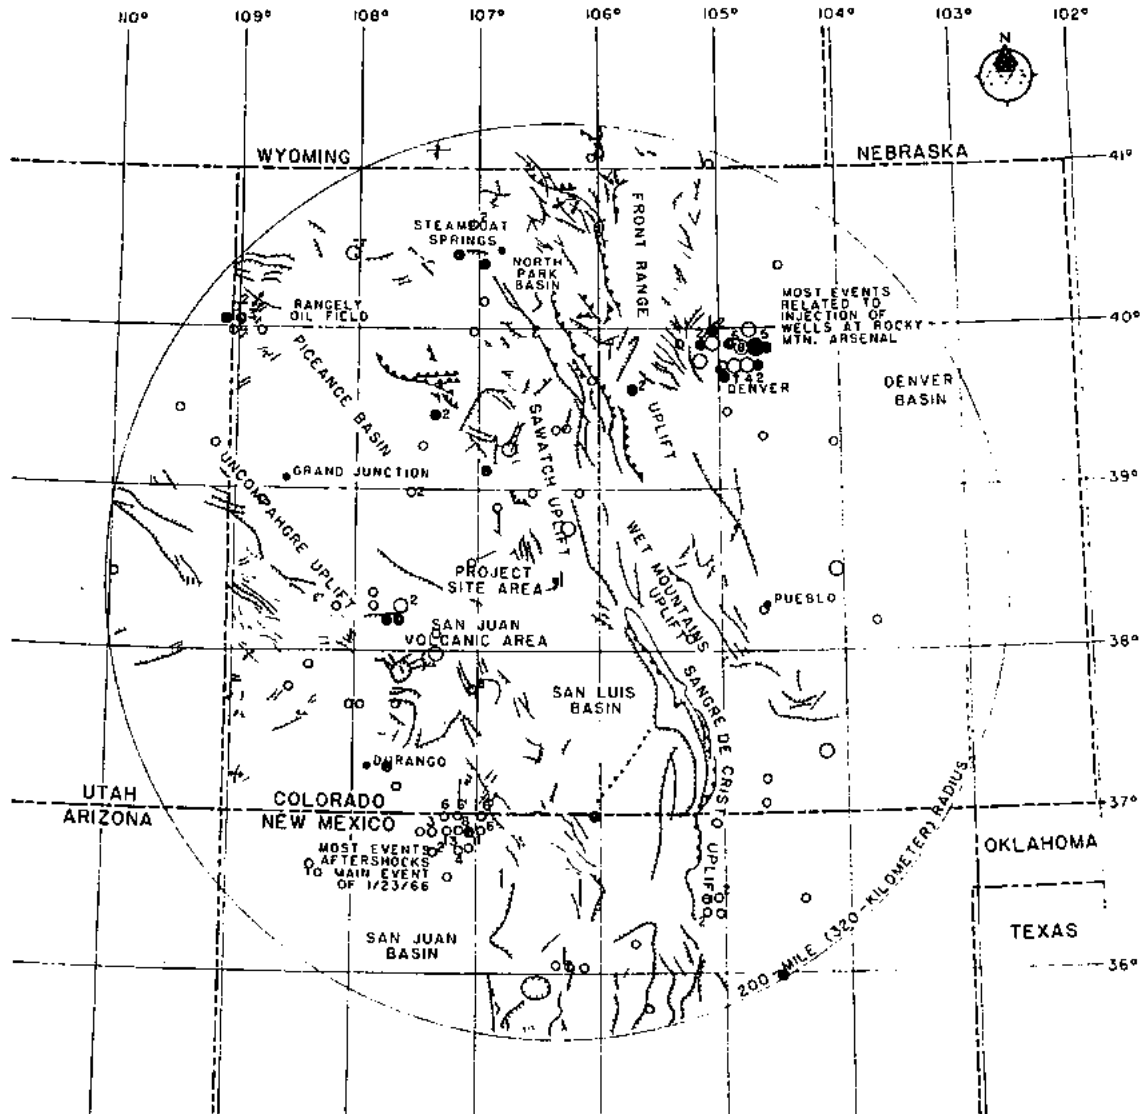 110° 109° 108° 107° 106° 105° 104° 103° 102°
N
WYOMING
NEBRASKA
41°
STEAMBOAT
SPRINGS
NORTH
PARK
BASIN
FRONT RANGE
RANGELY
OIL FIELD
MOST EVENTS
RELATED TO
INJECTION OF
WELLS AT ROCKY
MTN. ARSENAL
40°
PICEANCE BASIN
DENVER
DENVER
BASIN
SAWATCH UPLIFT
UPLIFT
GRAND JUNCTION
39°
UNCOMPAHGRE UPLIFT
WET MOUNTAINS
UPLIFT
PROJECT
SITE AREA
PUEBLO
SAN JUAN
VOLCANIC AREA
38°
SAN LUIS
BASIN
SANGRE DE CRISTO
UPLIFT
DURANGO
UTAH
ARIZONA
COLORADO
NEW MEXICO
37°
MOST EVENTS
AFTERSHOCKS
TO MAIN EVENT
OF 1/23/66
OKLAHOMA
TEXAS
SAN JUAN
BASIN
36°
200-MILE (320-KILOMETER) RADIUS